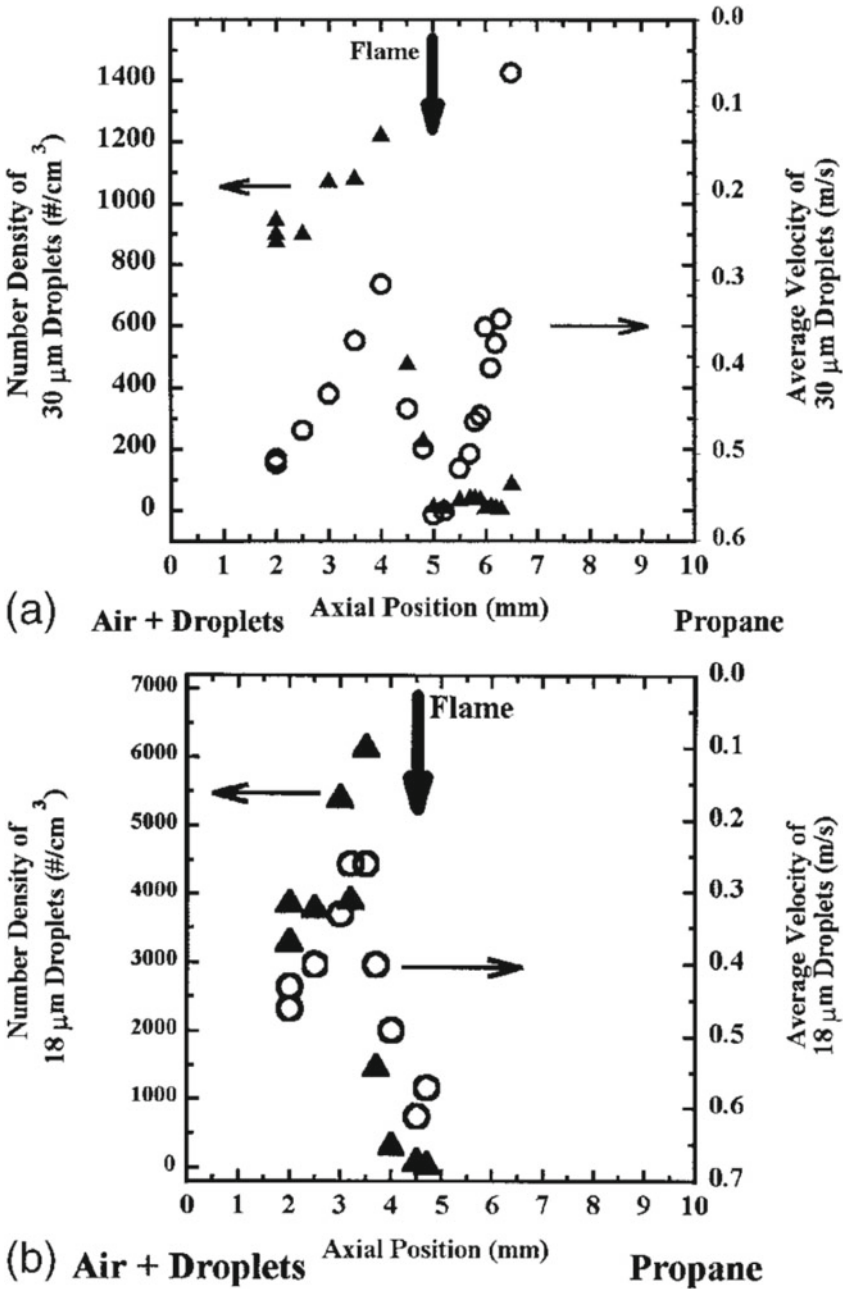 Flame
1400
1200
1000
800
600
400
200
0
Number Density of
30 μm Droplets (#/cm 3)
0.0
0.1
0.2
0.3
0.4
0.5
0.6
Average Velocity of
30 μm Droplets (m/s)
0 1 2 3 4 5 6 7 8 9 10
(a) Air + Droplets Axial Position (mm) Propane
Flame
7000
6000
5000
4000
3000
2000
1000
0
Number Density of
18 μm Droplets (#/cm 3)
0.0
0.1
0.2
0.3
0.4
0.5
0.6
0.7
Average Velocity of
18 μm Droplets (m/s)
0 1 2 3 4 5 6 7 8 9 10
(b) Air + Droplets Axial Position (mm) Propane